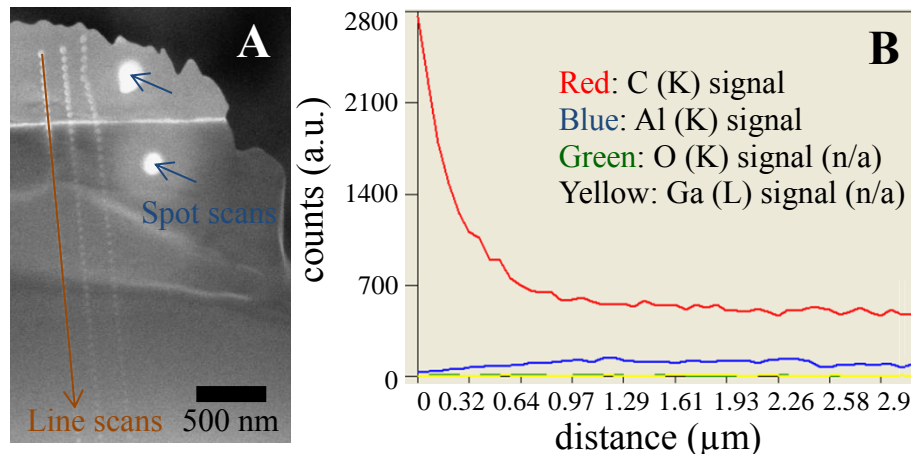 A
Spot scans
Line scans
500 nm
B
counts (a.u.)
2800
2100
1400
700
0
Red: C (K) signal
Blue: Al (K) signal
Green: O (K) signal (n/a)
Yellow: Ga (L) signal (n/a)
0 0.32 0.64 0.97 1.29 1.61 1.93 2.26 2.58 2.9
distance (µm)